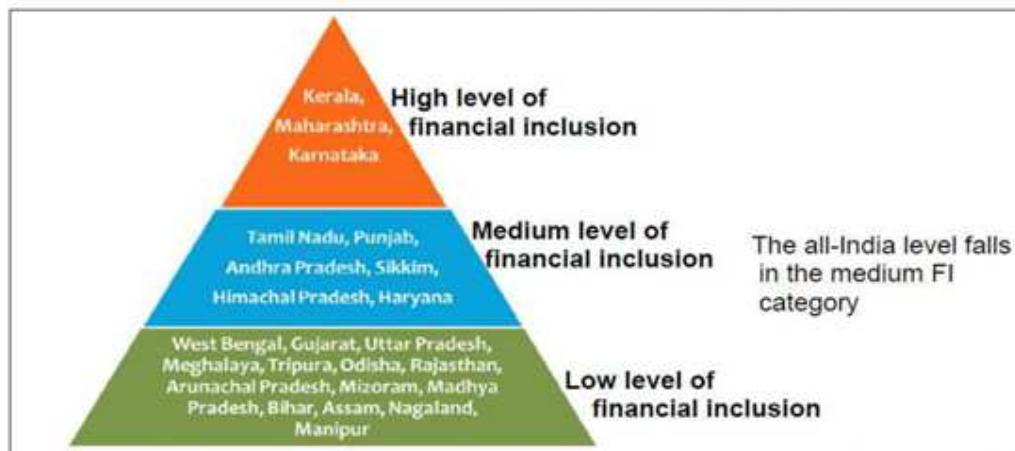 Kerala,
Maharashtra,
Karnataka
High level of
financial inclusion
Tamil Nadu, Punjab,
Andhra Pradesh, Sikkim,
Himachal Pradesh, Haryana
Medium level of
financial inclusion
The all-India level falls
in the medium FI
category
West Bengal, Gujarat, Uttar Pradesh,
Meghalaya, Tripura, Odisha, Rajasthan,
Arunachal Pradesh, Mizoram, Madhya
Pradesh, Bihar, Assam, Nagaland,
Manipur
Low level of
financial inclusion